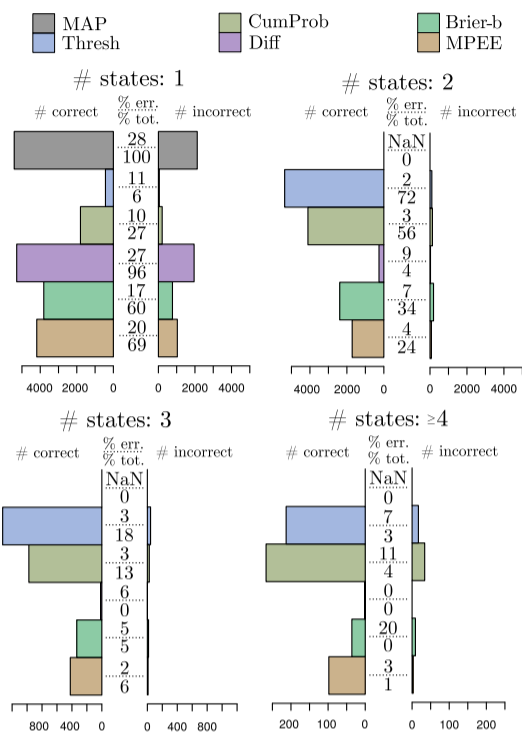 MAP CumProb Brier-b
Thresh Diff MPEE
# states: 1
# correct % err. % tot. # incorrect
28
100
11
6
10
27
27
96
17
60
20
69
4000 2000 0 0 2000 4000
# states: 2
# correct % err. % tot. # incorrect
NaN
0
2
72
3
56
9
4
7
34
4
24
4000 2000 0 0 2000 4000
# states: 3
# correct % err. % tot. # incorrect
NaN
0
3
18
3
13
6
0
5
5
2
6
800 400 0 0 400 800
# states: ≥4
# correct % err. % tot. # incorrect
NaN
0
7
3
11
4
0
0
20
0
3
1
200 100 0 0 100 200